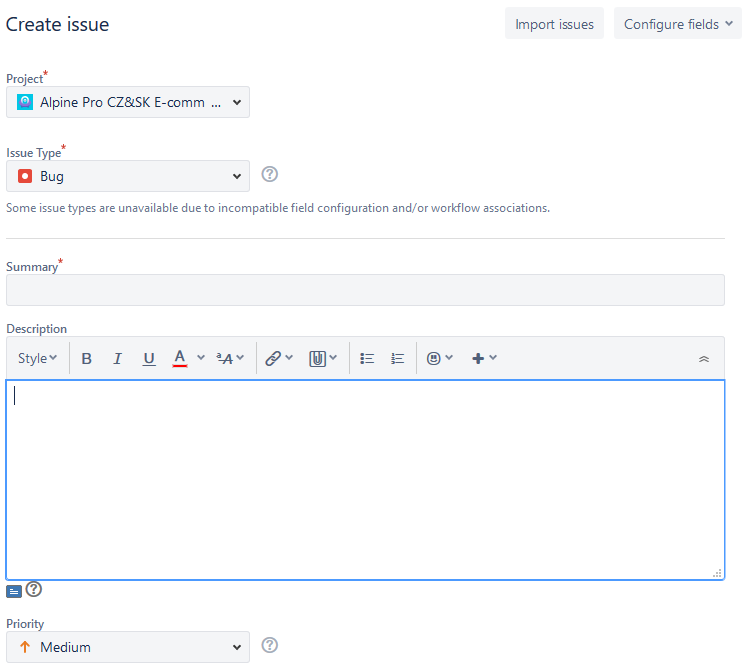 Create issue
Import issues
Configure fields
Project*
Alpine Pro CZ&SK E-comm ...
Issue Type*
Bug
Some issue types are unavailable due to incompatible field configuration and/or workflow associations.
Summary*
Description
Style
B I U A ªA
Priority
Medium